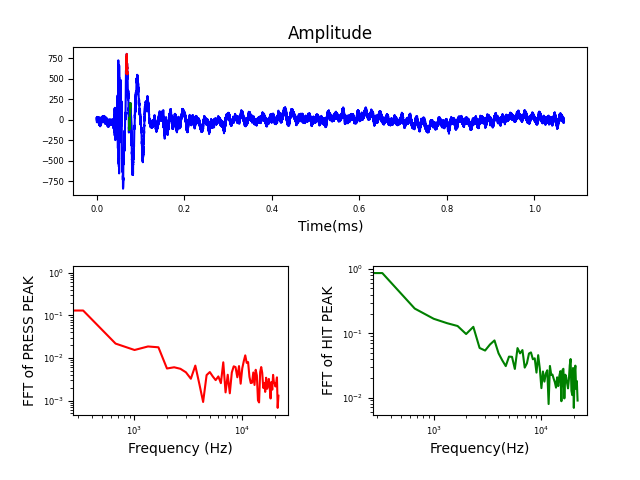 Amplitude
750
500
250
0
−250
−500
−750
0.0 0.2 0.4 0.6 0.8 1.0
Time(ms)
FFT of PRESS PEAK
10⁰
10⁻¹
10⁻²
10⁻³
10³ 10⁴
Frequency (Hz)
FFT of HIT PEAK
10⁰
10⁻¹
10⁻²
10³ 10⁴
Frequency(Hz)